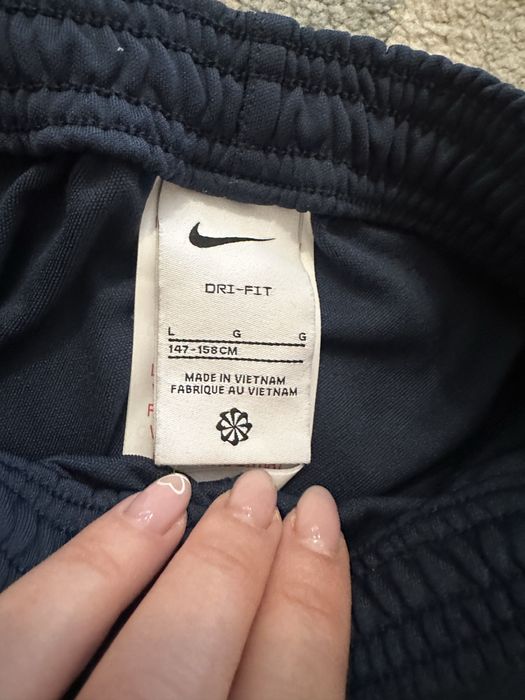 DRI-FIT
L G G
147-158CM
MADE IN VIETNAM
FABRIQUE AU VIETNAM